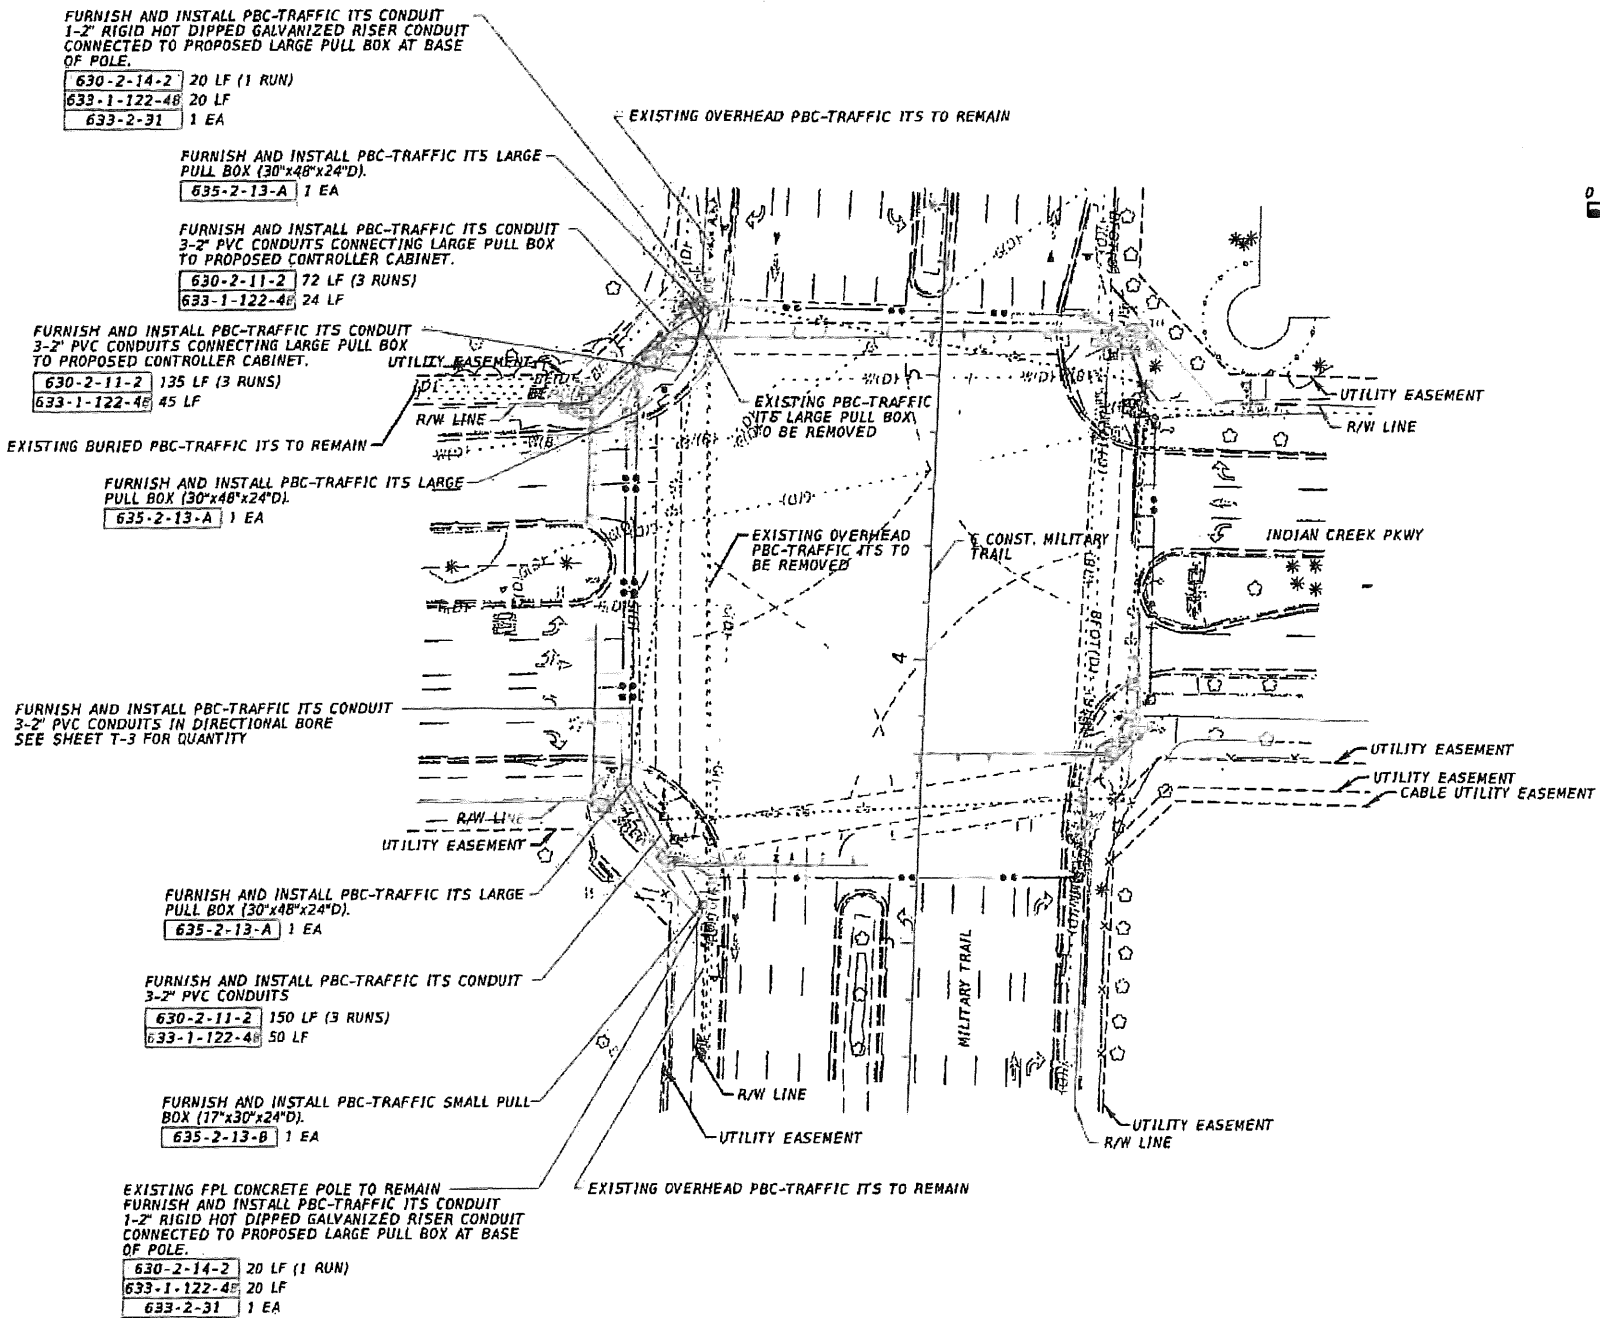 FURNISH AND INSTALL PBC-TRAFFIC ITS CONDUIT
1-2" RIGID HOT DIPPED GALVANIZED RISER CONDUIT
CONNECTED TO PROPOSED LARGE PULL BOX AT BASE
OF POLE.
630-2-14-2 20 LF (1 RUN)
633-1-122-4B 20 LF
633-2-31 1 EA
EXISTING OVERHEAD PBC-TRAFFIC ITS TO REMAIN
FURNISH AND INSTALL PBC-TRAFFIC ITS LARGE
PULL BOX (30"x48"x24"D).
635-2-13-A 1 EA
FURNISH AND INSTALL PBC-TRAFFIC ITS CONDUIT
3-2" PVC CONDUITS CONNECTING LARGE PULL BOX
TO PROPOSED CONTROLLER CABINET.
630-2-11-2 72 LF (3 RUNS)
633-1-122-4B 24 LF
FURNISH AND INSTALL PBC-TRAFFIC ITS CONDUIT
3-2" PVC CONDUITS CONNECTING LARGE PULL BOX
TO PROPOSED CONTROLLER CABINET.
630-2-11-2 135 LF (3 RUNS)
633-1-122-4B 45 LF
UTILITY EASEMENT
R/W LINE
EXISTING BURIED PBC-TRAFFIC ITS TO REMAIN
EXISTING PBC-TRAFFIC
ITS LARGE PULL BOX
TO BE REMOVED
UTILITY EASEMENT
R/W LINE
FURNISH AND INSTALL PBC-TRAFFIC ITS LARGE
PULL BOX (30"x48"x24"D).
635-2-13-A 1 EA
5
EXISTING OVERHEAD
PBC-TRAFFIC ITS TO
BE REMOVED
CONST. MILITARY
TRAIL
INDIAN CREEK PKWY
BFOT(D)
4
FURNISH AND INSTALL PBC-TRAFFIC ITS CONDUIT
3-2" PVC CONDUITS IN DIRECTIONAL BORE
SEE SHEET T-3 FOR QUANTITY
UTILITY EASEMENT
UTILITY EASEMENT
CABLE UTILITY EASEMENT
R/W LINE
UTILITY EASEMENT
FURNISH AND INSTALL PBC-TRAFFIC ITS LARGE
PULL BOX (30"x48"x24"D).
635-2-13-A 1 EA
FURNISH AND INSTALL PBC-TRAFFIC ITS CONDUIT
3-2" PVC CONDUITS
630-2-11-2 150 LF (3 RUNS)
633-1-122-4B 50 LF
3
MILITARY TRAIL
FURNISH AND INSTALL PBC-TRAFFIC SMALL PULL
BOX (17"x30"x24"D).
635-2-13-B 1 EA
R/W LINE
UTILITY EASEMENT
UTILITY EASEMENT
R/W LINE
EXISTING FPL CONCRETE POLE TO REMAIN
FURNISH AND INSTALL PBC-TRAFFIC ITS CONDUIT
1-2" RIGID HOT DIPPED GALVANIZED RISER CONDUIT
CONNECTED TO PROPOSED LARGE PULL BOX AT BASE
OF POLE.
630-2-14-2 20 LF (1 RUN)
633-1-122-4B 20 LF
633-2-31 1 EA
EXISTING OVERHEAD PBC-TRAFFIC ITS TO REMAIN
0